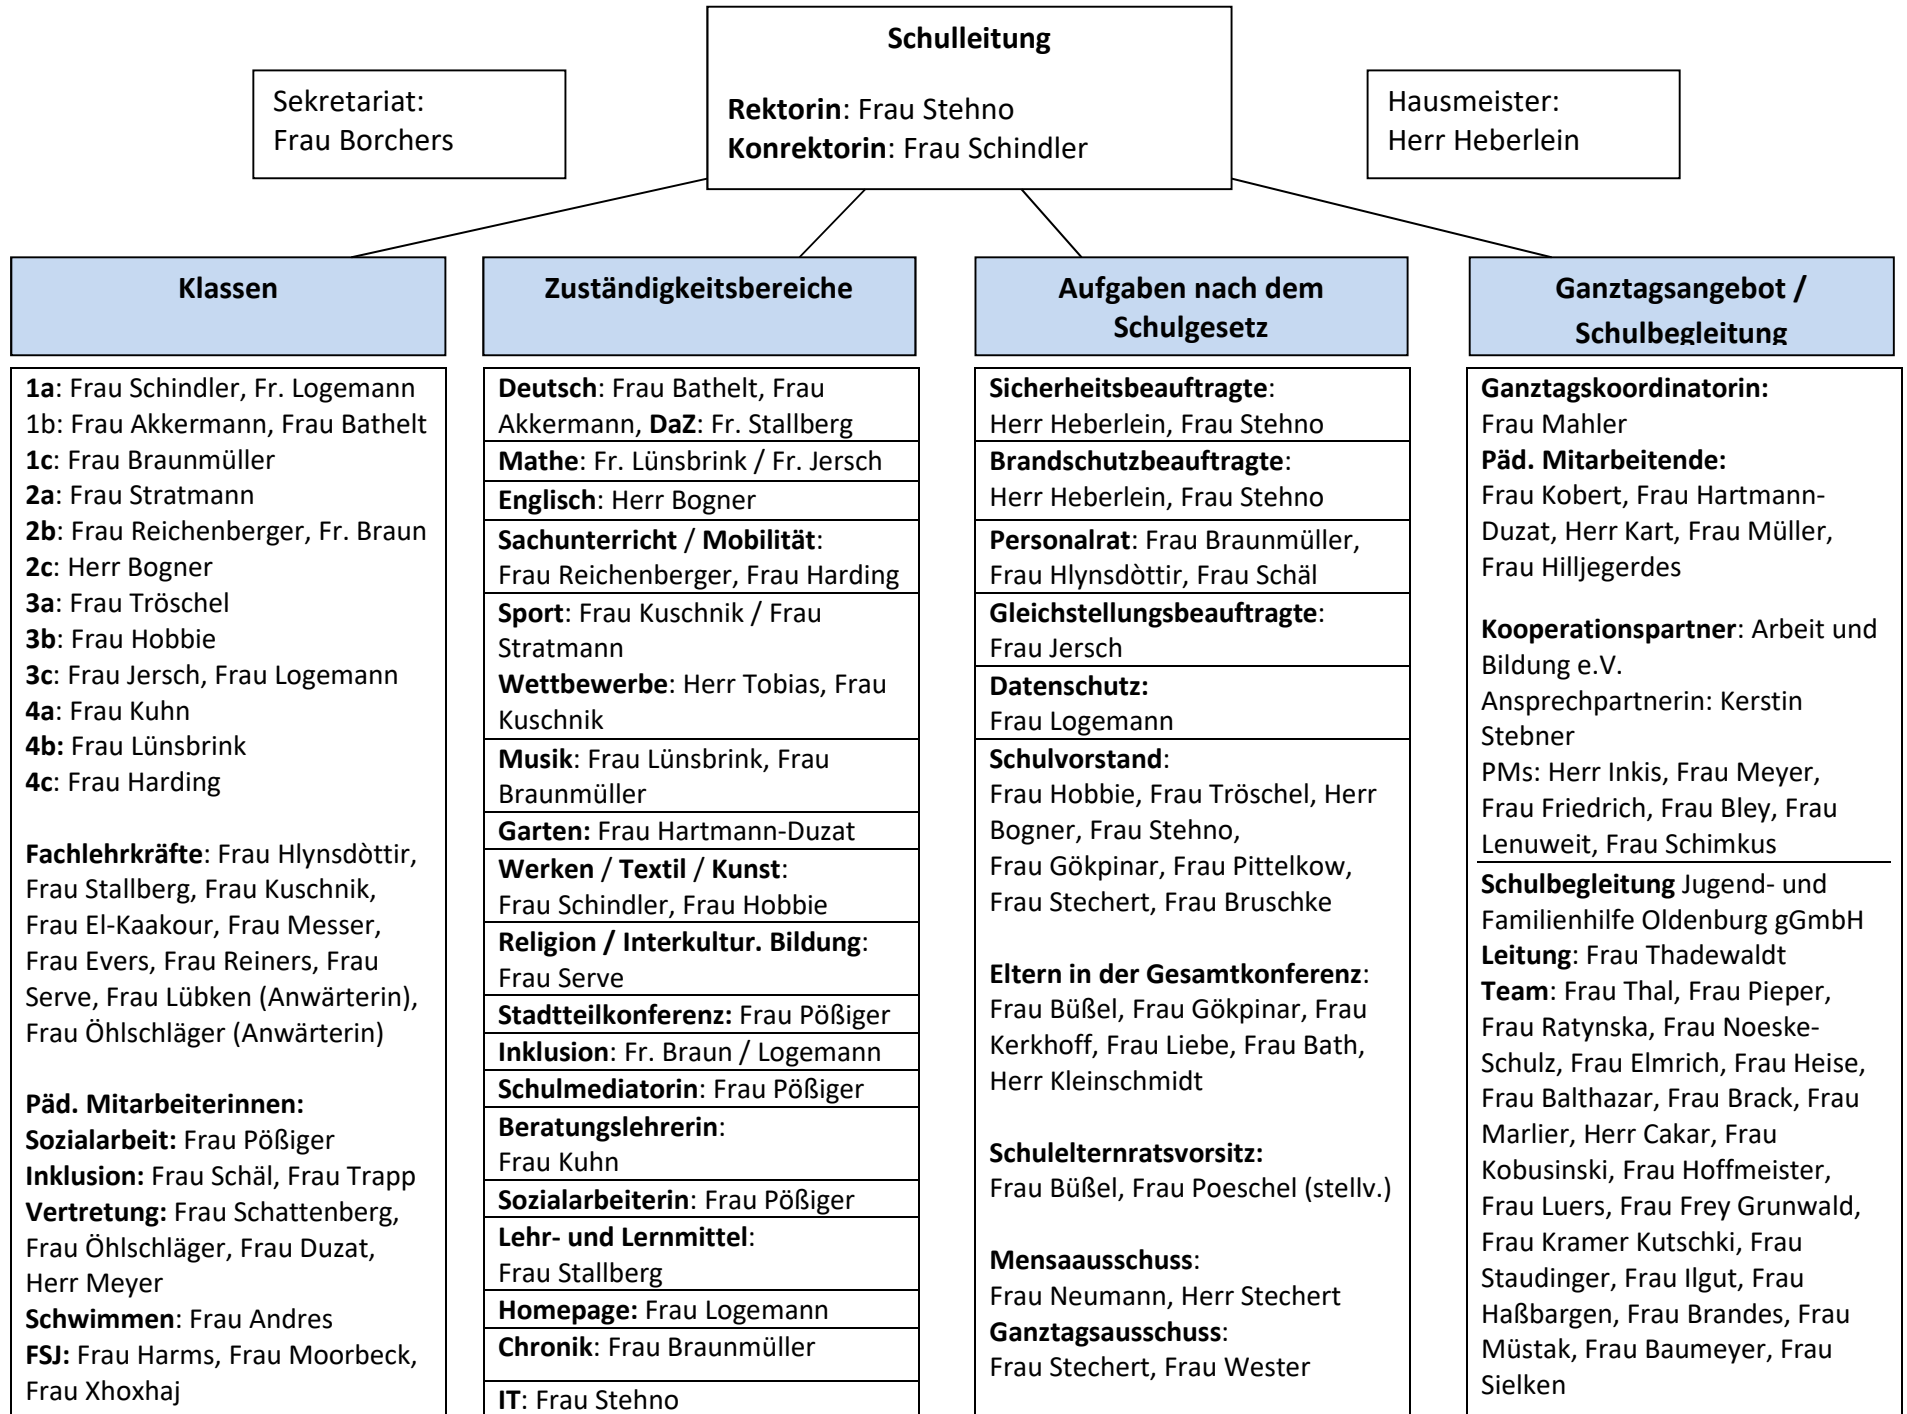 Schulleitung
Rektorin: Frau Stehno
Konrektorin: Frau Schindler
Sekretariat:
Frau Borchers
Hausmeister:
Herr Heberlein
Klassen
1a: Frau Schindler, Fr. Logemann
1b: Frau Akkermann, Frau Bathelt
1c: Frau Braunmüller
2a: Frau Stratmann
2b: Frau Reichenberger, Fr. Braun
2c: Herr Bogner
3a: Frau Tröschel
3b: Frau Hobbie
3c: Frau Jersch, Frau Logemann
4a: Frau Kuhn
4b: Frau Lünsbrink
4c: Frau Harding
Fachlehrkräfte: Frau Hlynsdòttir,
Frau Stallberg, Frau Kuschnik,
Frau El-Kaakour, Frau Messer,
Frau Evers, Frau Reiners, Frau
Serve, Frau Lübken (Anwärterin),
Frau Öhlschläger (Anwärterin)
Päd. Mitarbeiterinnen:
Sozialarbeit: Frau Pößiger
Inklusion: Frau Schäl, Frau Trapp
Vertretung: Frau Schattenberg,
Frau Öhlschläger, Frau Duzat,
Herr Meyer
Schwimmen: Frau Andres
FSJ: Frau Harms, Frau Moorbeck,
Frau Xhoxhaj
Zuständigkeitsbereiche
Deutsch: Frau Bathelt, Frau
Akkermann, DaZ: Fr. Stallberg
Mathe: Fr. Lünsbrink / Fr. Jersch
Englisch: Herr Bogner
Sachunterricht / Mobilität:
Frau Reichenberger, Frau Harding
Sport: Frau Kuschnik / Frau
Stratmann
Wettbewerbe: Herr Tobias, Frau
Kuschnik
Musik: Frau Lünsbrink, Frau
Braunmüller
Garten: Frau Hartmann-Duzat
Werken / Textil / Kunst:
Frau Schindler, Frau Hobbie
Religion / Interkultur. Bildung:
Frau Serve
Stadtteilkonferenz: Frau Pößiger
Inklusion: Fr. Braun / Logemann
Schulmediatorin: Frau Pößiger
Beratungslehrerin:
Frau Kuhn
Sozialarbeiterin: Frau Pößiger
Lehr- und Lernmittel:
Frau Stallberg
Homepage: Frau Logemann
Chronik: Frau Braunmüller
IT: Frau Stehno
Aufgaben nach dem
Schulgesetz
Sicherheitsbeauftragte:
Herr Heberlein, Frau Stehno
Brandschutzbeauftragte:
Herr Heberlein, Frau Stehno
Personalrat: Frau Braunmüller,
Frau Hlynsdòttir, Frau Schäl
Gleichstellungsbeauftragte:
Frau Jersch
Datenschutz:
Frau Logemann
Schulvorstand:
Frau Hobbie, Frau Tröschel, Herr
Bogner, Frau Stehno,
Frau Gökpinar, Frau Pittelkow,
Frau Stechert, Frau Bruschke
Eltern in der Gesamtkonferenz:
Frau Büßel, Frau Gökpinar, Frau
Kerkhoff, Frau Liebe, Frau Bath,
Herr Kleinschmidt
Schulelternratsvorsitz:
Frau Büßel, Frau Poeschel (stellv.)
Mensaausschuss:
Frau Neumann, Herr Stechert
Ganztagsausschuss:
Frau Stechert, Frau Wester
Ganztagsangebot /
Schulbegleitung
Ganztagskoordinatorin:
Frau Mahler
Päd. Mitarbeitende:
Frau Kobert, Frau Hartmann-
Duzat, Herr Kart, Frau Müller,
Frau Hilljegerdes
Kooperationspartner: Arbeit und
Bildung e.V.
Ansprechpartnerin: Kerstin
Stebner
PMs: Herr Inkis, Frau Meyer,
Frau Friedrich, Frau Bley, Frau
Lenuweit, Frau Schimkus
Schulbegleitung Jugend- und
Familienhilfe Oldenburg gGmbH
Leitung: Frau Thadewaldt
Team: Frau Thal, Frau Pieper,
Frau Ratynska, Frau Noeske-
Schulz, Frau Elmrich, Frau Heise,
Frau Balthazar, Frau Brack, Frau
Marlier, Herr Cakar, Frau
Kobusinski, Frau Hoffmeister,
Frau Luers, Frau Frey Grunwald,
Frau Kramer Kutschki, Frau
Staudinger, Frau Ilgut, Frau
Haßbargen, Frau Brandes, Frau
Müstak, Frau Baumeyer, Frau
Sielken